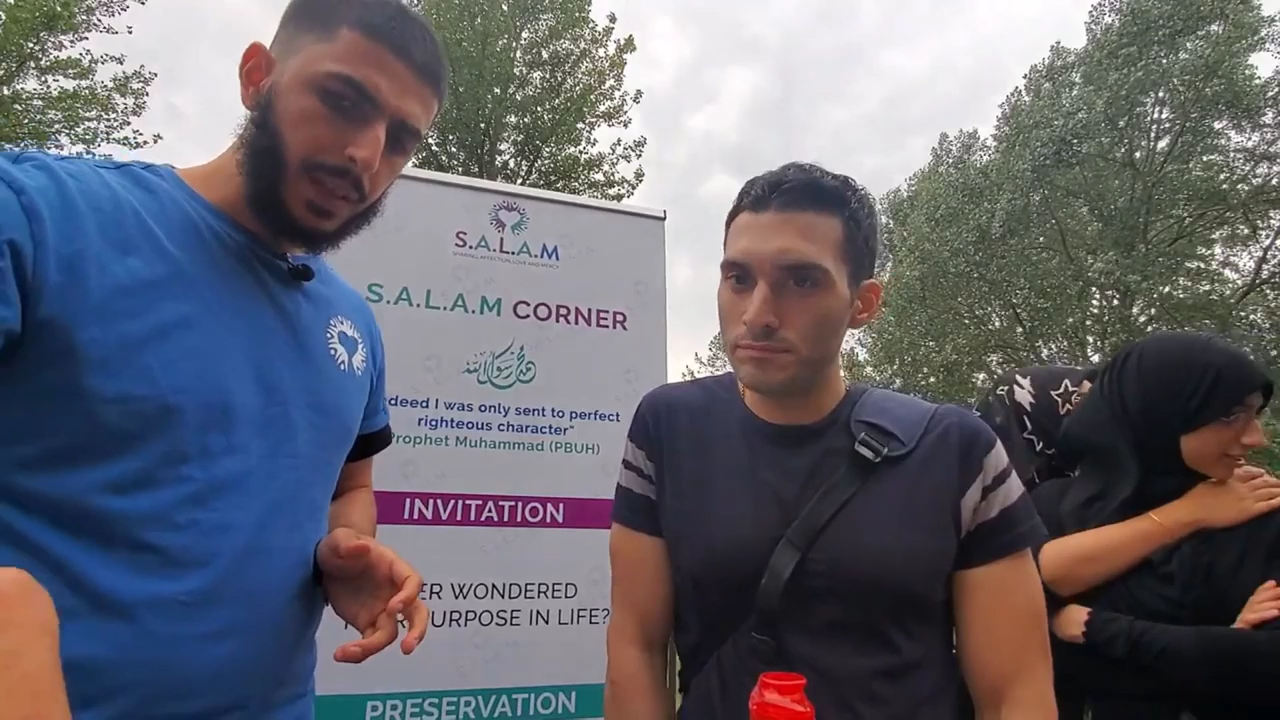 S.A.L.A.M
SHARING AFFECTION, LOVE AND MERCY
S.A.L.A.M CORNER
محمد رسول الله
deed I was only sent to perfect
righteous character"
Prophet Muhammad (PBUH)
INVITATION
ER WONDERED
PURPOSE IN LIFE?
PRESERVATION